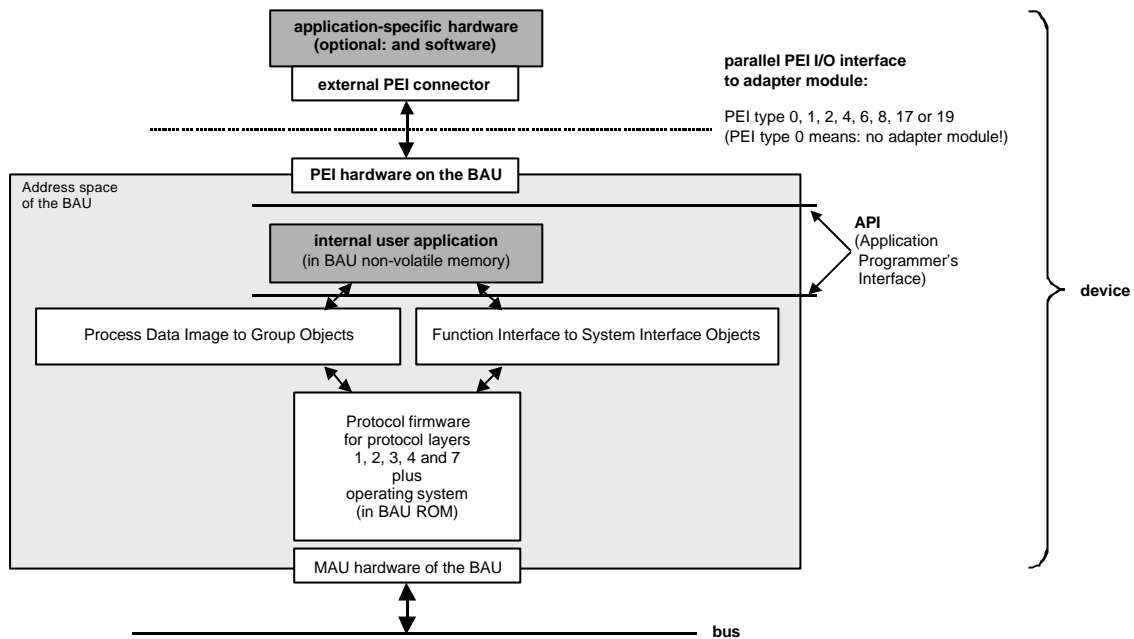 application-specific hardware
(optional: and software)
external PEI connector
parallel PEI I/O interface
to adapter module:
PEI type 0, 1, 2, 4, 6, 8, 17 or 19
(PEI type 0 means: no adapter module!)
PEI hardware on the BAU
Address space
of the BAU
API
(Application
Programmer's
Interface)
internal user application
(in BAU non-volatile memory)
device
Process Data Image to Group Objects
Function Interface to System Interface Objects
Protocol firmware
for protocol layers
1, 2, 3, 4 and 7
plus
operating system
(in BAU ROM)
MAU hardware of the BAU
bus